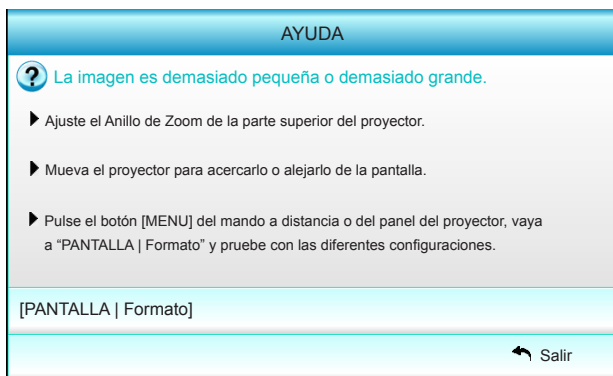 AYUDA
? La imagen es demasiado pequeña o demasiado grande.
Ajuste el Anillo de Zoom de la parte superior del proyector.
Mueva el proyector para acercarlo o alejarlo de la pantalla.
Pulse el botón [MENU] del mando a distancia o del panel del proyector, vaya
a “PANTALLA | Formato” y pruebe con las diferentes configuraciones.
[PANTALLA | Formato]
Salir